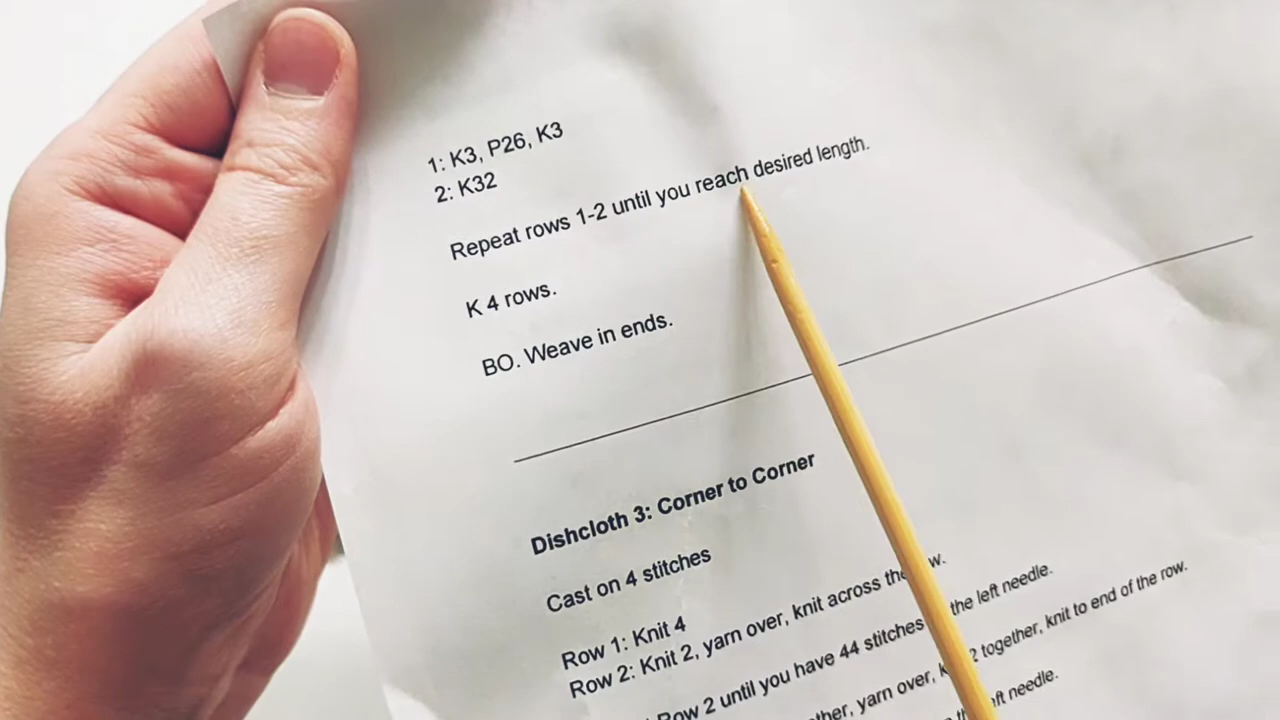 1: K3, P26, K3
2: K32
Repeat rows 1-2 until you reach desired length.
K 4 rows.
BO. Weave in ends.
Dishcloth 3: Corner to Corner
Cast on 4 stitches
Row 1: Knit 4
Row 2: Knit 2, yarn over, knit across the
Row 2 until you have 44 stitches the left needle.
yarn over, 2 together, knit to end of the row.
needle.